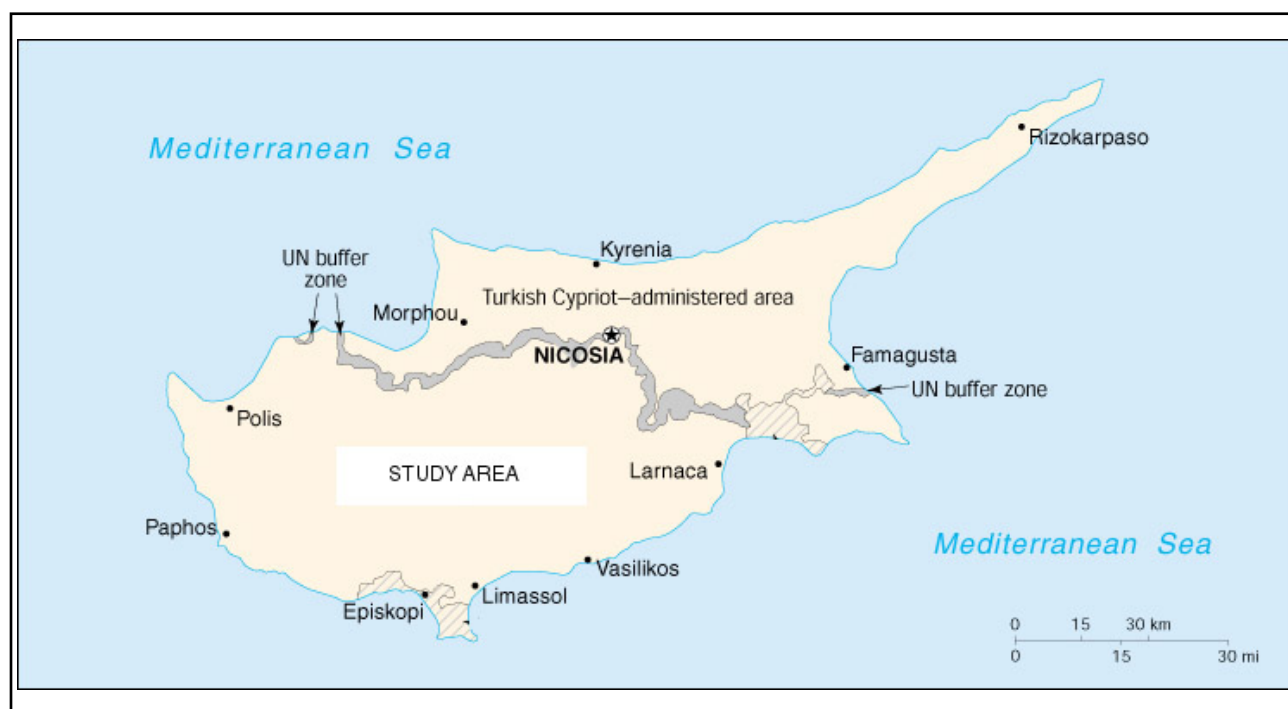 Mediterranean Sea
Rizokarpaso
Kyrenia
UN buffer
zone
Turkish Cypriot–administered area
Morphou
NICOSIA
Famagusta
UN buffer zone
Polis
STUDY AREA
Larnaca
Paphos
Mediterranean Sea
Vasilikos
Limassol
Episkopi
0 15 30 km
0 15 30 mi